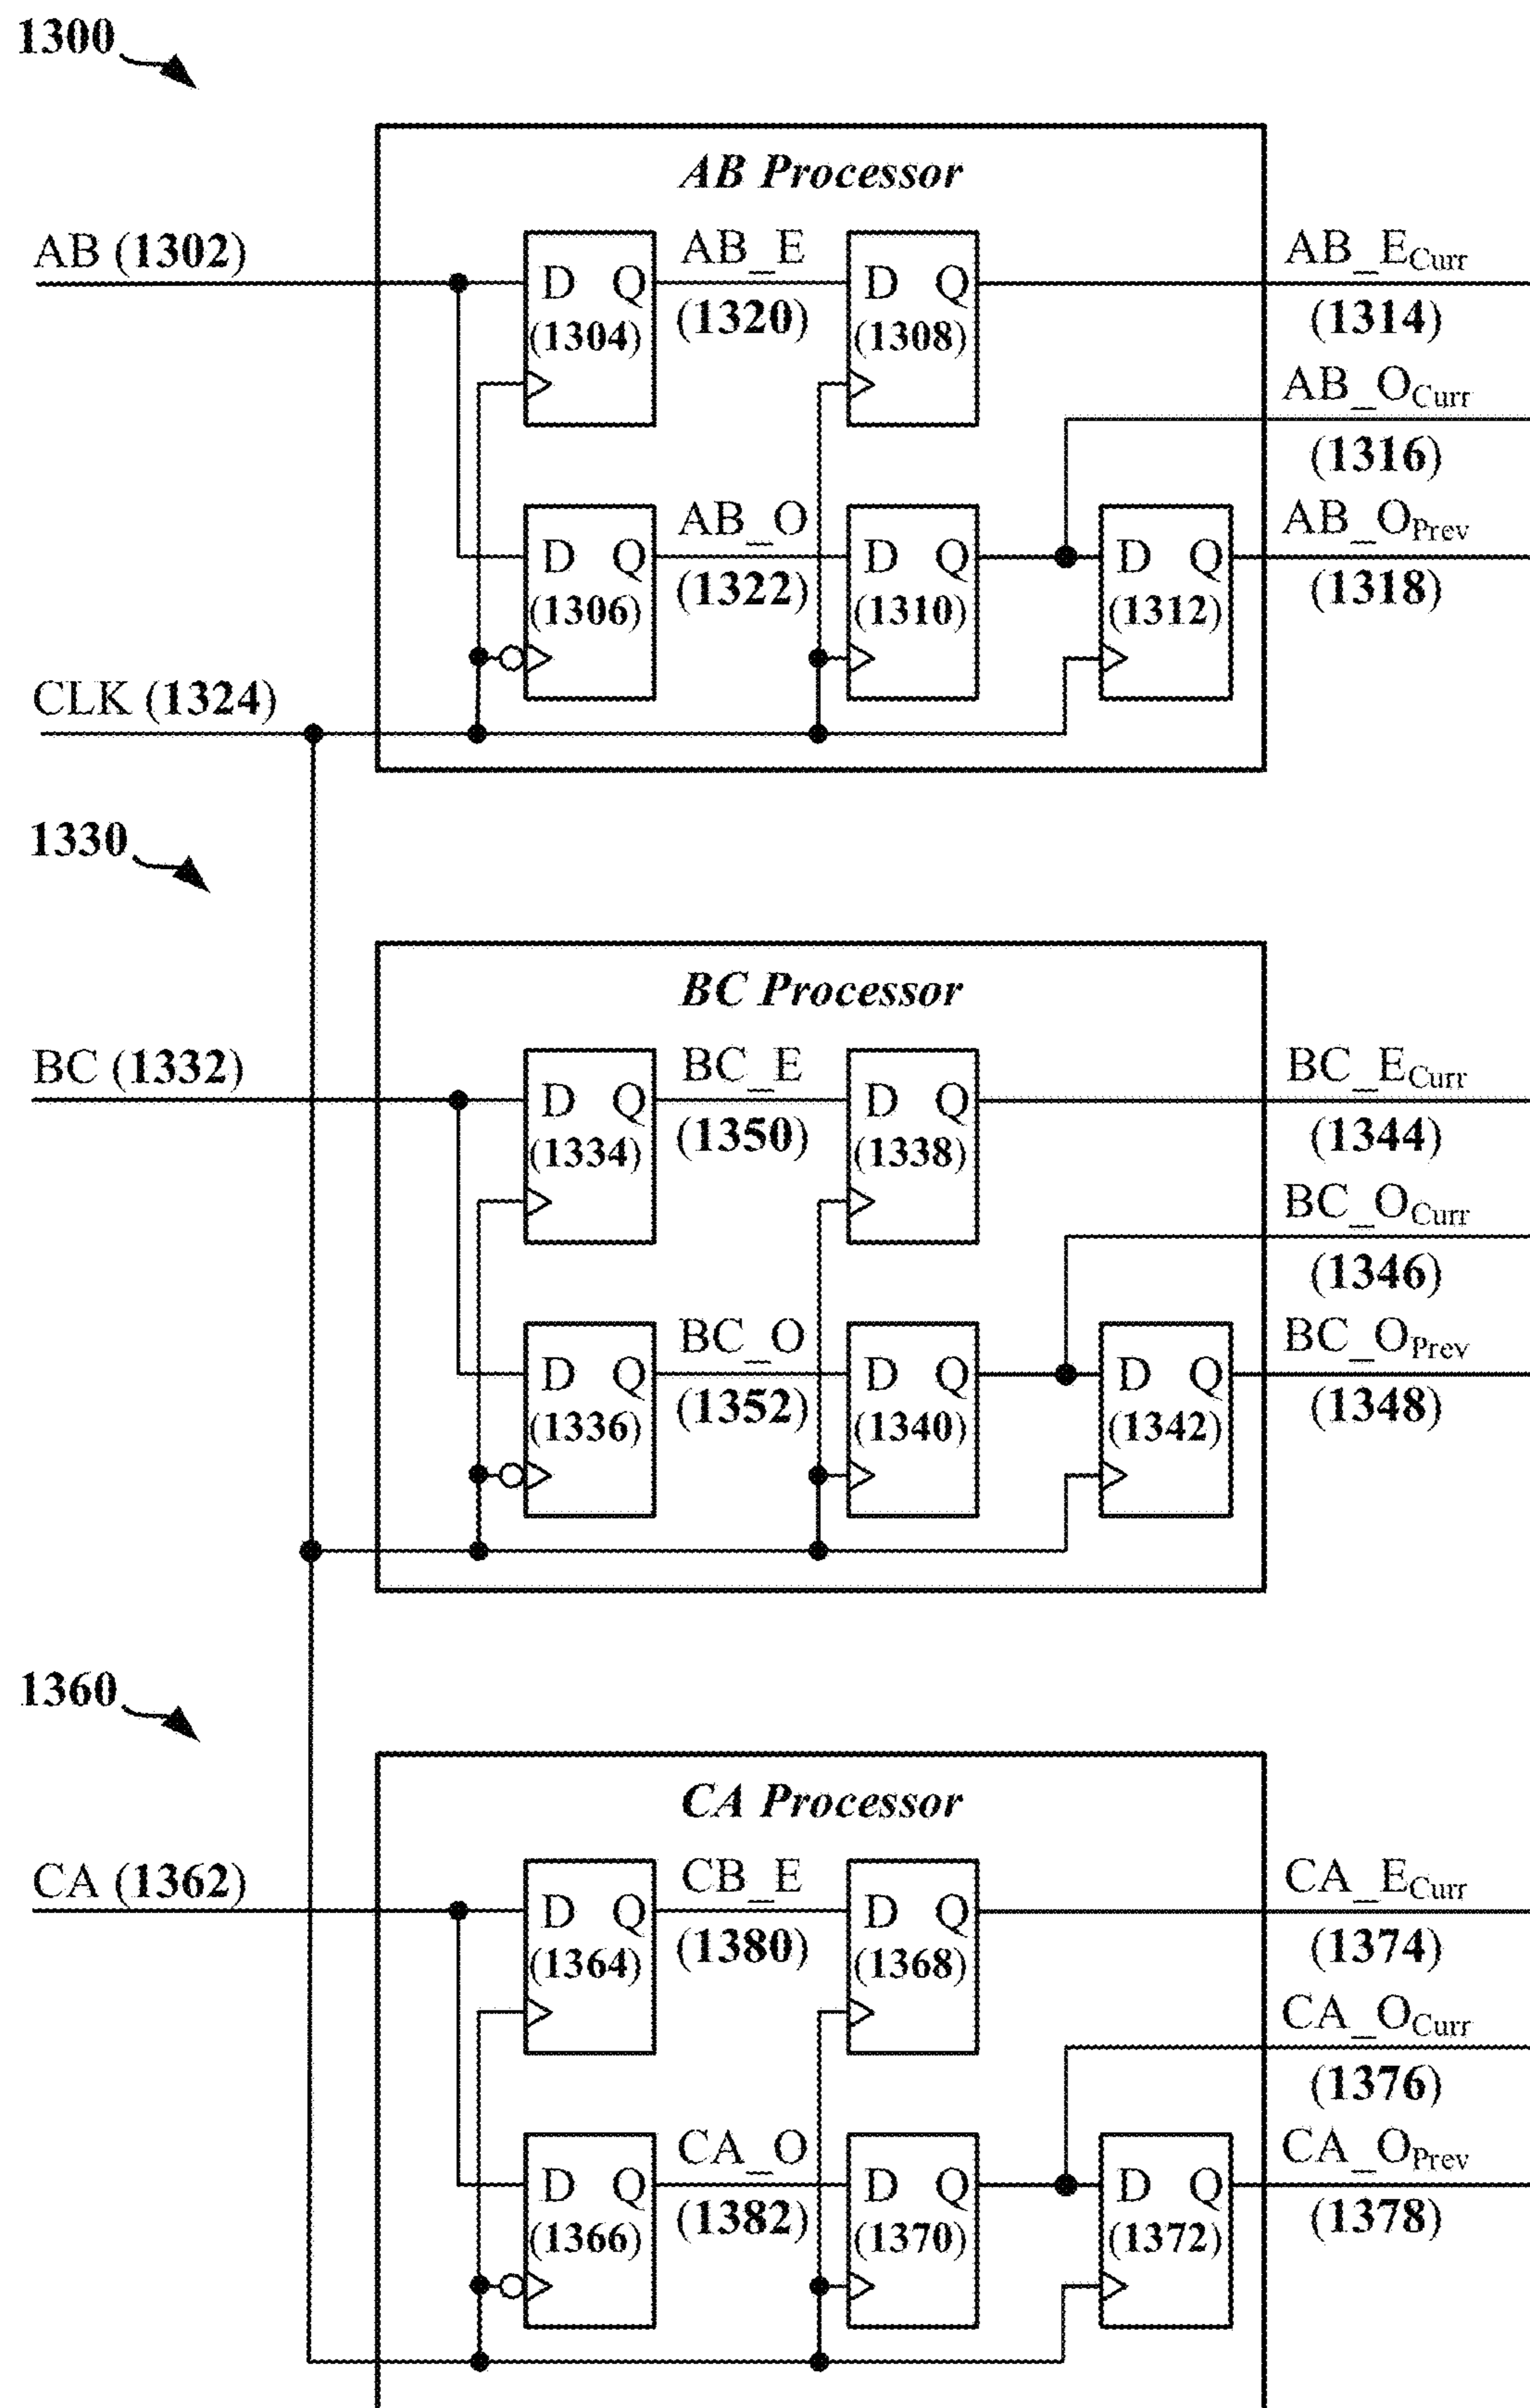 1300
AB Processor
AB (1302)
D Q
(1304)
AB_E
(1320)
D Q
(1308)
AB_ECurr
(1314)
AB_OCurr
(1316)
D Q
(1306)
AB_O
(1322)
D Q
(1310)
D Q
(1312)
AB_OPrev
(1318)
CLK (1324)
1330
BC Processor
BC (1332)
D Q
(1334)
BC_E
(1350)
D Q
(1338)
BC_ECurr
(1344)
BC_OCurr
(1346)
D Q
(1336)
BC_O
(1352)
D Q
(1340)
D Q
(1342)
BC_OPrev
(1348)
1360
CA Processor
CA (1362)
D Q
(1364)
CB_E
(1380)
D Q
(1368)
CA_ECurr
(1374)
CA_OCurr
(1376)
D Q
(1366)
CA_O
(1382)
D Q
(1370)
D Q
(1372)
CA_OPrev
(1378)